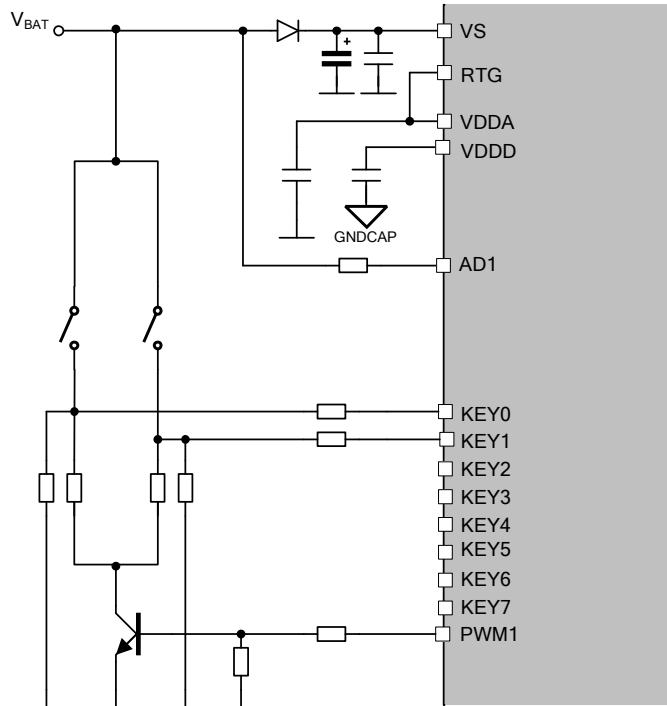 VBAT
+
VS
RTG
VDDA
VDDD
GNDCAP
AD1
KEY0
KEY1
KEY2
KEY3
KEY4
KEY5
KEY6
KEY7
PWM1